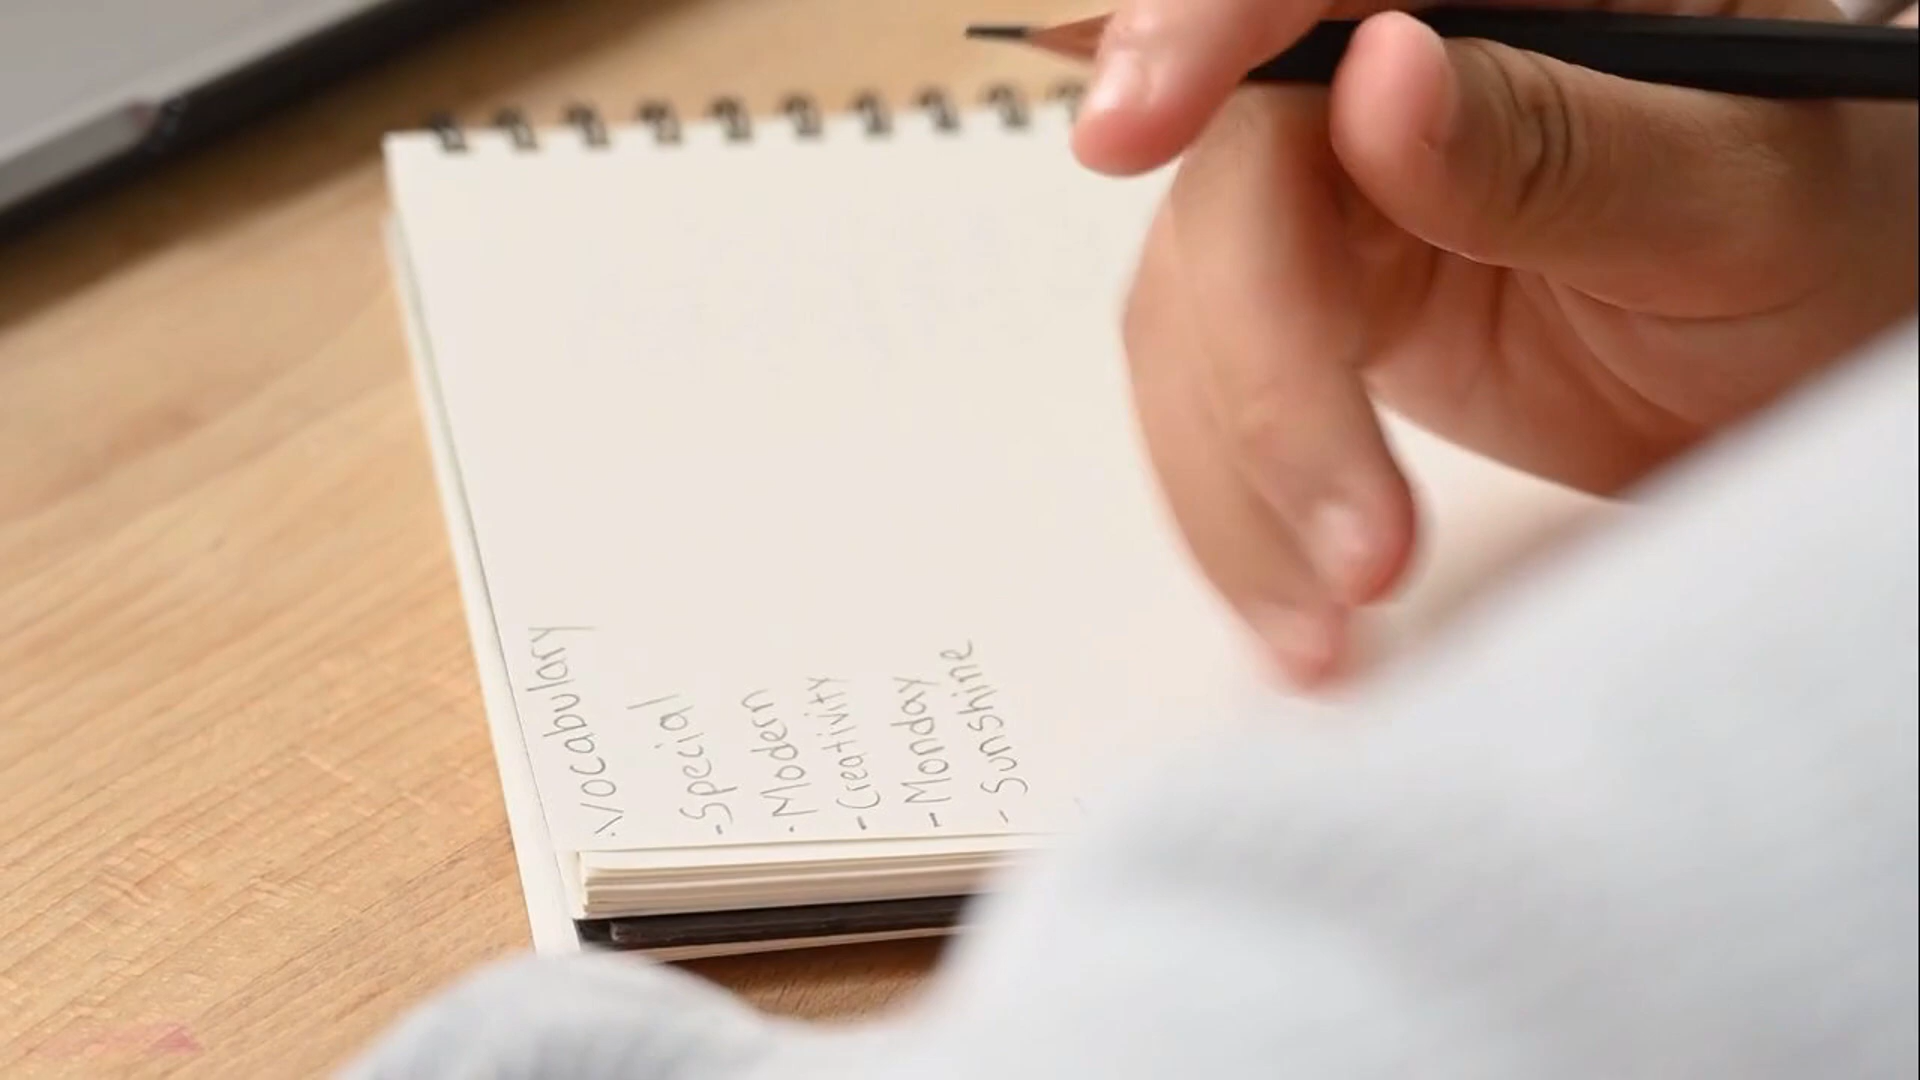 ·Vocabulary
-Special
·Modern
-Creativity
-Monday
- Sunshine